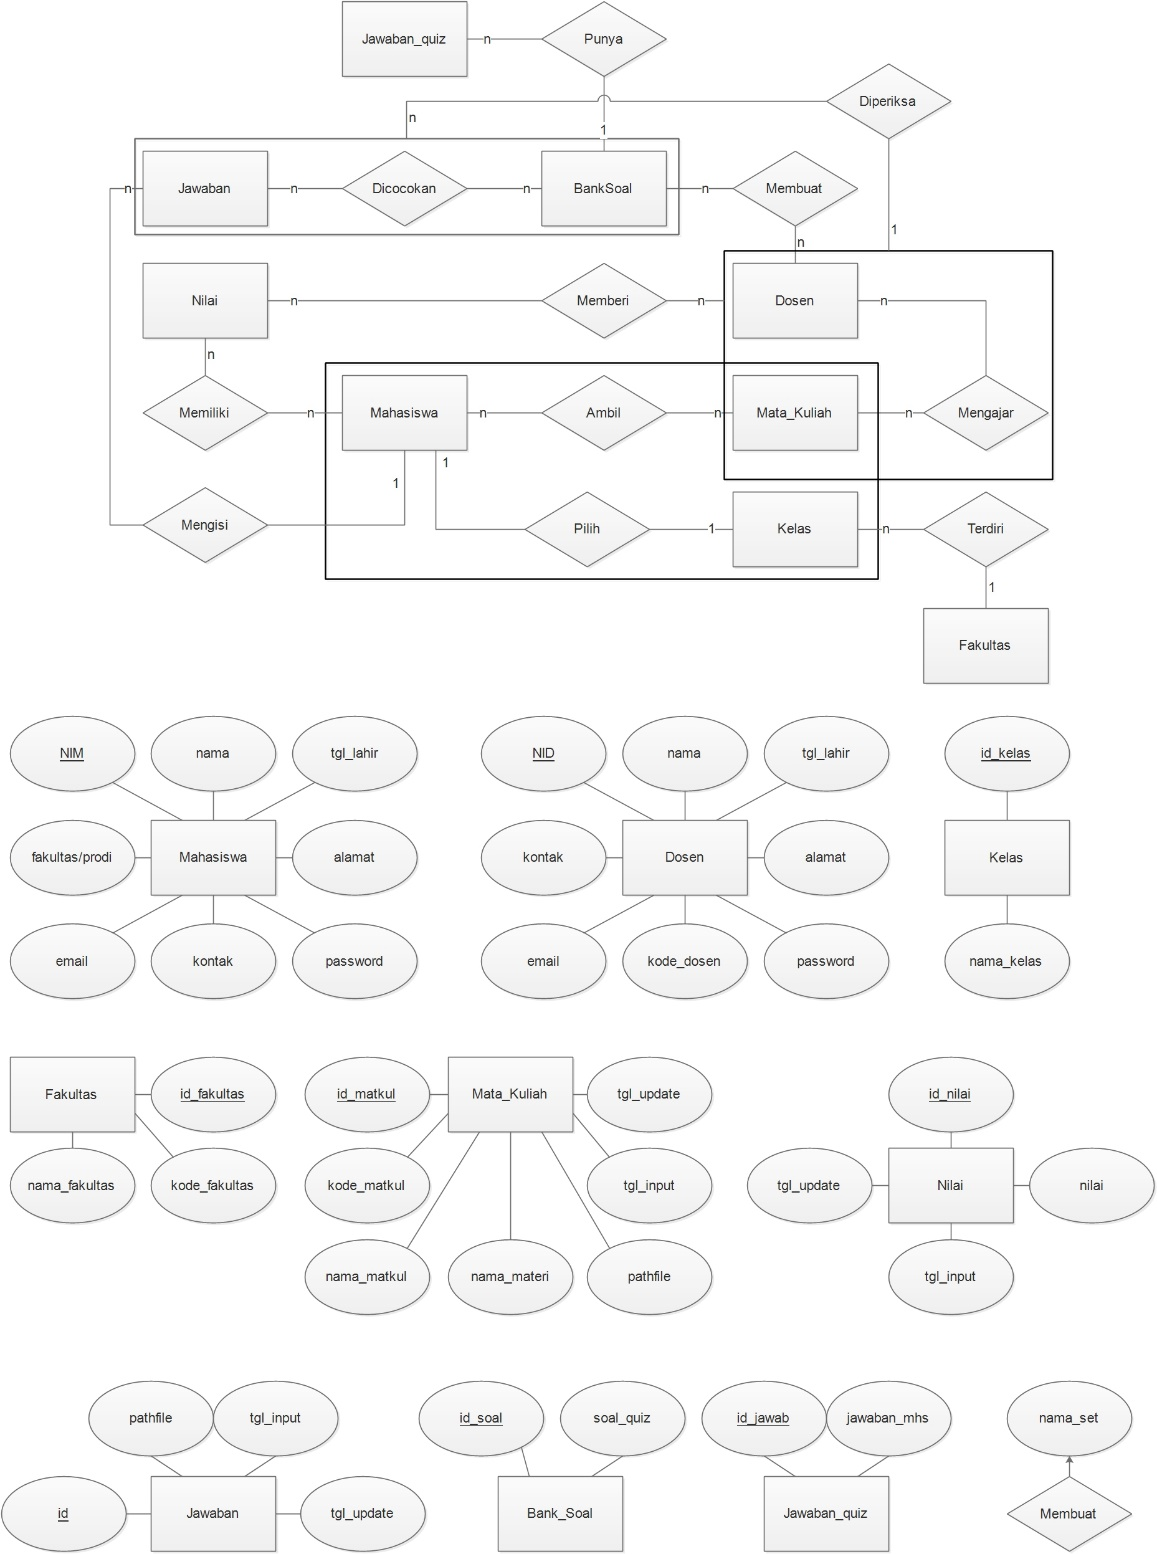 Jawaban_quiz
n
Punya
Diperiksa
n
1
Jawaban
n
n
Dicocokan
n
BankSoal
n
Membuat
n
1
Nilai
n
Memberi
n
Dosen
n
n
Memiliki
n
Mahasiswa
n
Ambil
n
Mata_Kuliah
n
Mengajar
1
1
Mengisi
Pilih
1
Kelas
n
Terdiri
1
Fakultas
NIM
nama
tgl_lahir
fakultas/prodi
Mahasiswa
alamat
email
kontak
password
NID
nama
tgl_lahir
kontak
Dosen
alamat
email
kode_dosen
password
id_kelas
Kelas
nama_kelas
Fakultas
id_fakultas
nama_fakultas
kode_fakultas
id_matkul
Mata_Kuliah
tgl_update
kode_matkul
tgl_input
nama_matkul
nama_materi
pathfile
id_nilai
tgl_update
Nilai
nilai
tgl_input
pathfile
tgl_input
id
Jawaban
tgl_update
id_soal
soal_quiz
Bank_Soal
id_jawab
jawaban_mhs
Jawaban_quiz
nama_set
Membuat